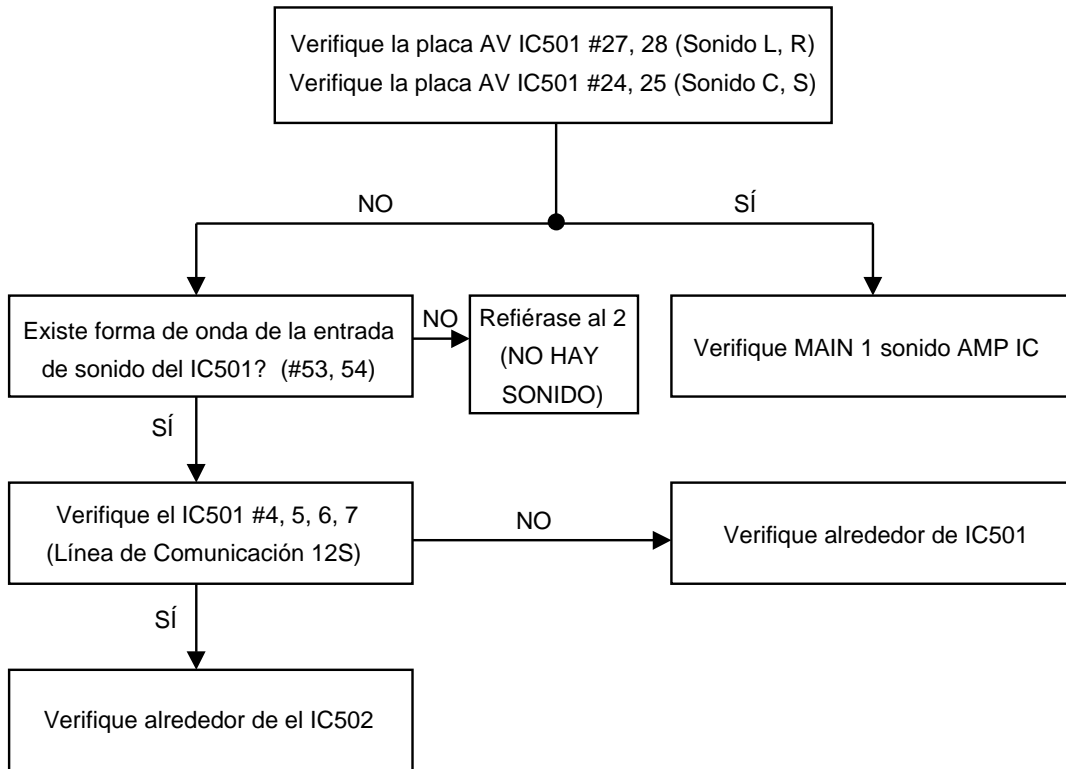 Verifique la placa AV IC501 #27, 28 (Sonido L, R)
Verifique la placa AV IC501 #24, 25 (Sonido C, S)
NO
SÍ
Existe forma de onda de la entrada
de sonido del IC501? (#53, 54)
NO
Refiérase al 2
(NO HAY
SONIDO)
Verifique MAIN 1 sonido AMP IC
SÍ
Verifique el IC501 #4, 5, 6, 7
(Línea de Comunicación 12S)
NO
Verifique alrededor de IC501
SÍ
Verifique alrededor de el IC502